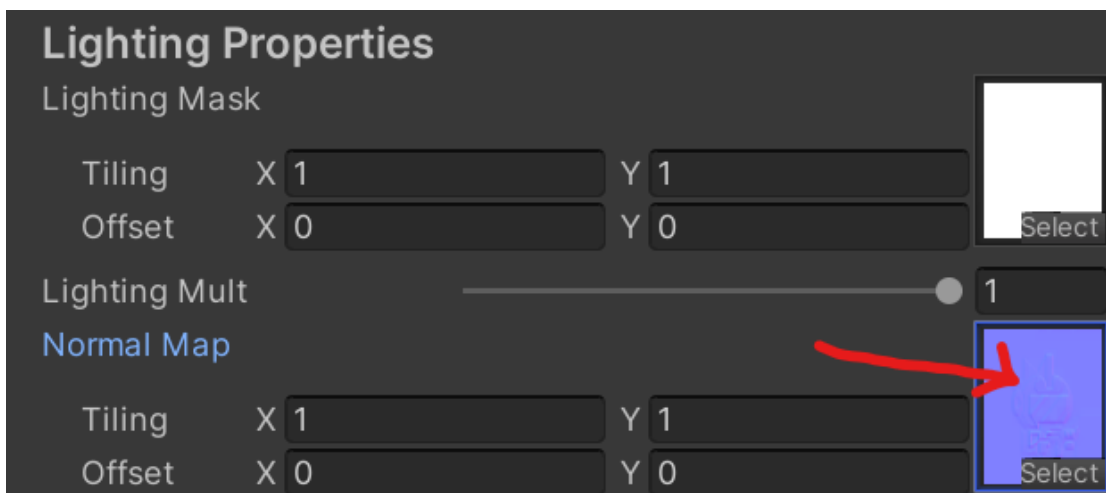 Lighting Properties
Lighting Mask
Tiling X 1 Y 1
Offset X 0 Y 0
Select
Lighting Mult 1
Normal Map
Tiling X 1 Y 1
Offset X 0 Y 0
Select